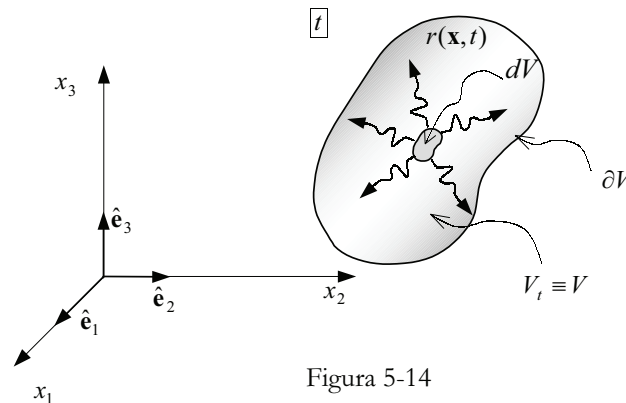 t
r(x,t)
dV
x₃
∂V
ê₃
ê₂
x₂
Vₜ ≡ V
ê₁
x₁
Figura 5-14